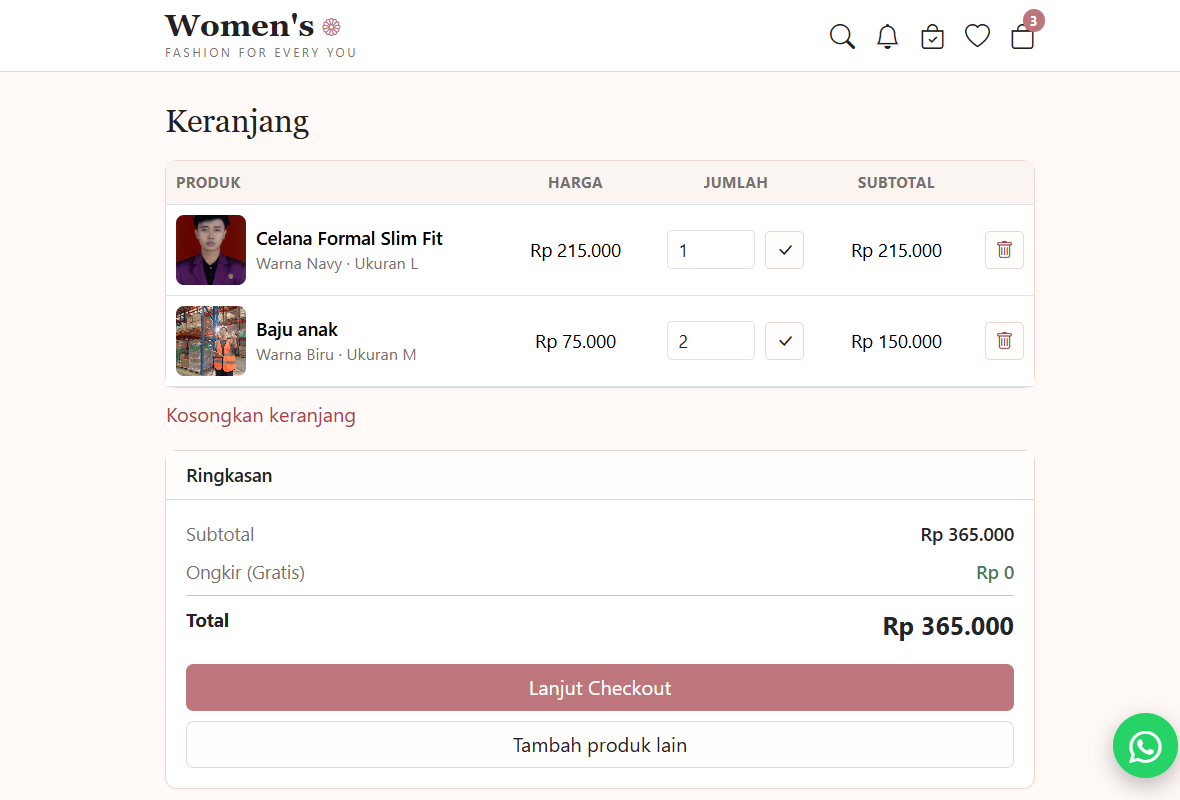 Women's
FASHION FOR EVERY YOU
3
Keranjang
PRODUK HARGA JUMLAH SUBTOTAL
Celana Formal Slim Fit
Warna Navy · Ukuran L
Rp 215.000 1 Rp 215.000
Baju anak
Warna Biru · Ukuran M
Rp 75.000 2 Rp 150.000
Kosongkan keranjang
Ringkasan
Subtotal Rp 365.000
Ongkir (Gratis) Rp 0
Total Rp 365.000
Lanjut Checkout
Tambah produk lain